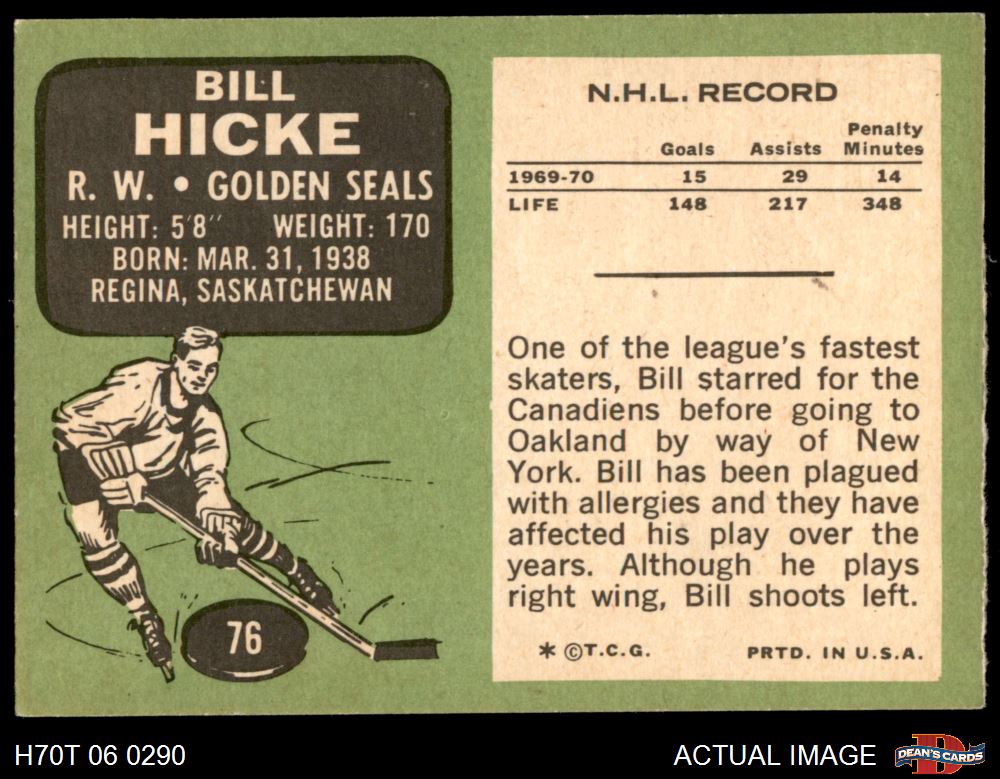 BILL
HICKE
R. W. • GOLDEN SEALS
HEIGHT: 5'8" WEIGHT: 170
BORN: MAR. 31, 1938
REGINA, SASKATCHEWAN
76
N.H.L. RECORD
Goals Assists Penalty Minutes
1969-70 15 29 14
LIFE 148 217 348
One of the league's fastest
skaters, Bill starred for the
Canadiens before going to
Oakland by way of New
York. Bill has been plagued
with allergies and they have
affected his play over the
years. Although he plays
right wing, Bill shoots left.
* ©T.C.G. PRTD. IN U.S.A.
H70T 06 0290 ACTUAL IMAGE
D
DEAN'S CARDS